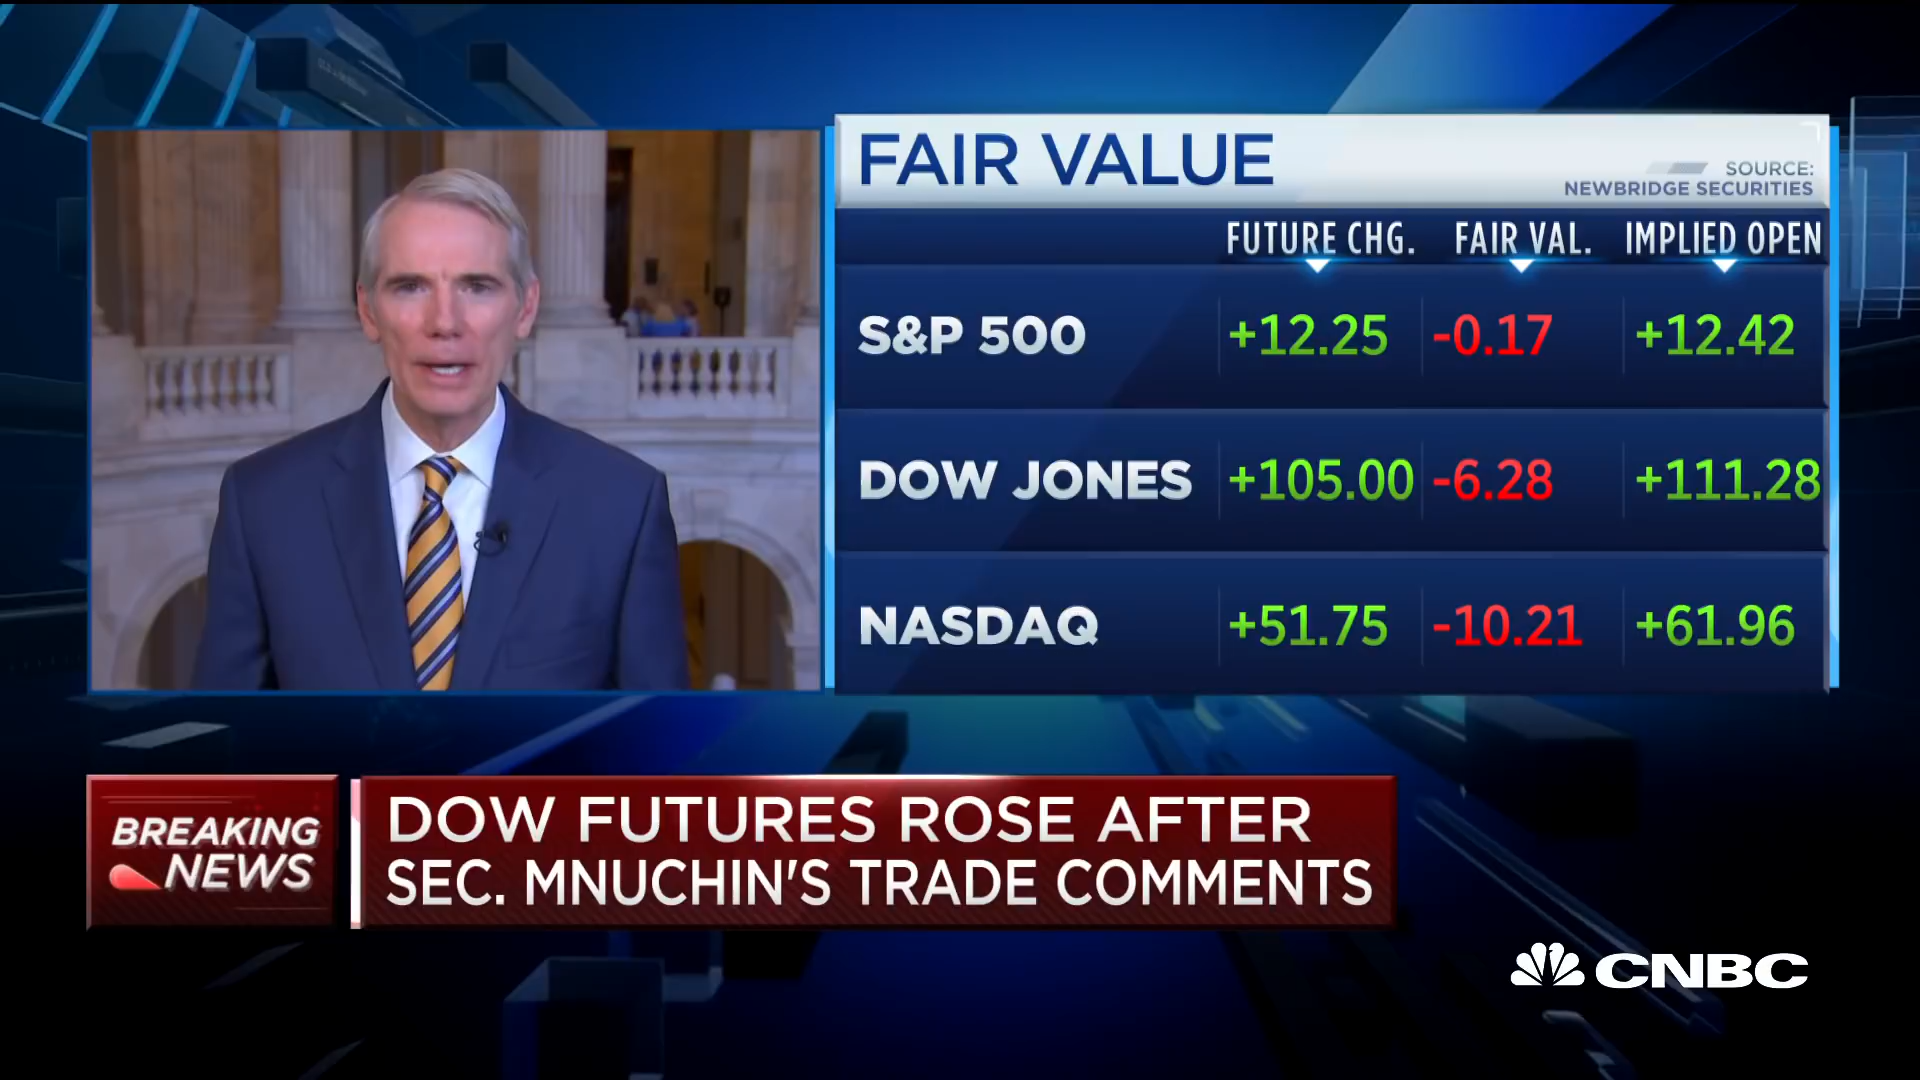 FAIR VALUE
SOURCE:
NEWBRIDGE SECURITIES
FUTURE CHG. FAIR VAL. IMPLIED OPEN
S&P 500 +12.25 -0.17 +12.42
DOW JONES +105.00 -6.28 +111.28
NASDAQ +51.75 -10.21 +61.96
BREAKING
NEWS
DOW FUTURES ROSE AFTER
SEC. MNUCHIN'S TRADE COMMENTS
CNBC